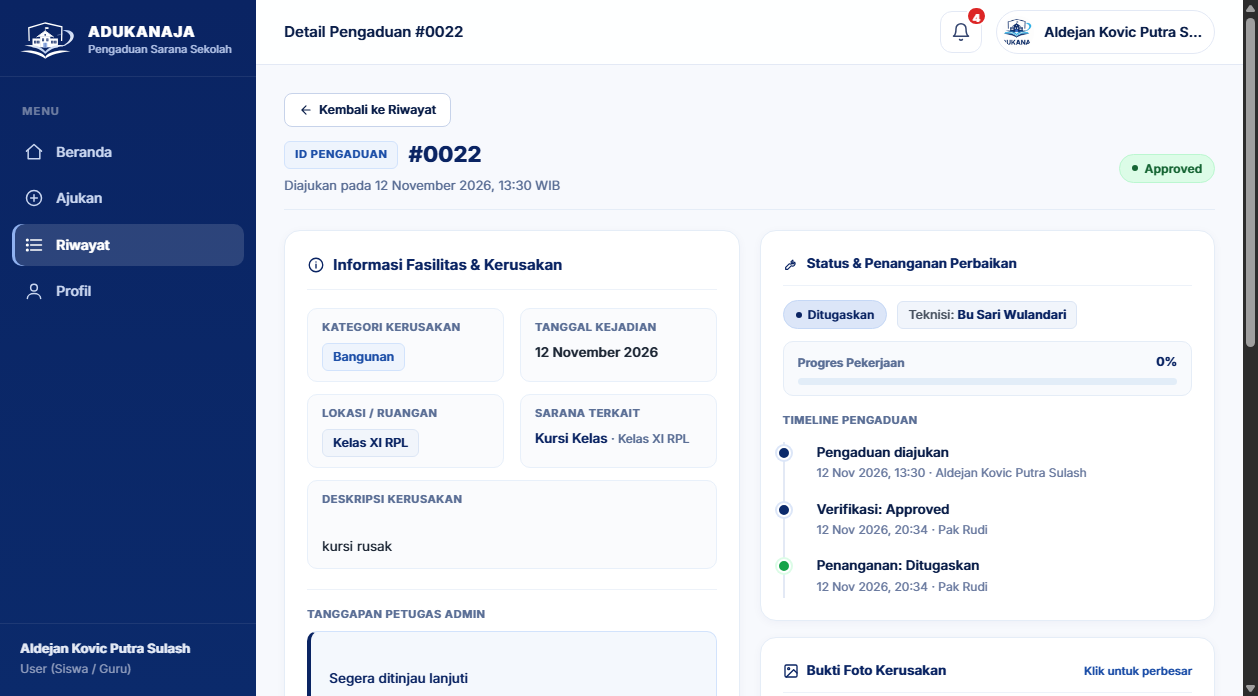 ADUKANAJA
Pengaduan Sarana Sekolah
MENU
Beranda
Ajukan
Riwayat
Profil
Aldejan Kovic Putra Sulash
User (Siswa / Guru)
Detail Pengaduan #0022
4
Aldejan Kovic Putra S...
Kembali ke Riwayat
ID PENGADUAN #0022
Diajukan pada 12 November 2026, 13:30 WIB
Approved
Informasi Fasilitas & Kerusakan
KATEGORI KERUSAKAN
Bangunan
TANGGAL KEJADIAN
12 November 2026
LOKASI / RUANGAN
Kelas XI RPL
SARANA TERKAIT
Kursi Kelas · Kelas XI RPL
DESKRIPSI KERUSAKAN
kursi rusak
TANGGAPAN PETUGAS ADMIN
Segera ditinjau lanjuti
Status & Penanganan Perbaikan
Ditugaskan
Teknisi: Bu Sari Wulandari
Progres Pekerjaan 0%
TIMELINE PENGADUAN
Pengaduan diajukan
12 Nov 2026, 13:30 · Aldejan Kovic Putra Sulash
Verifikasi: Approved
12 Nov 2026, 20:34 · Pak Rudi
Penanganan: Ditugaskan
12 Nov 2026, 20:34 · Pak Rudi
Bukti Foto Kerusakan
Klik untuk perbesar